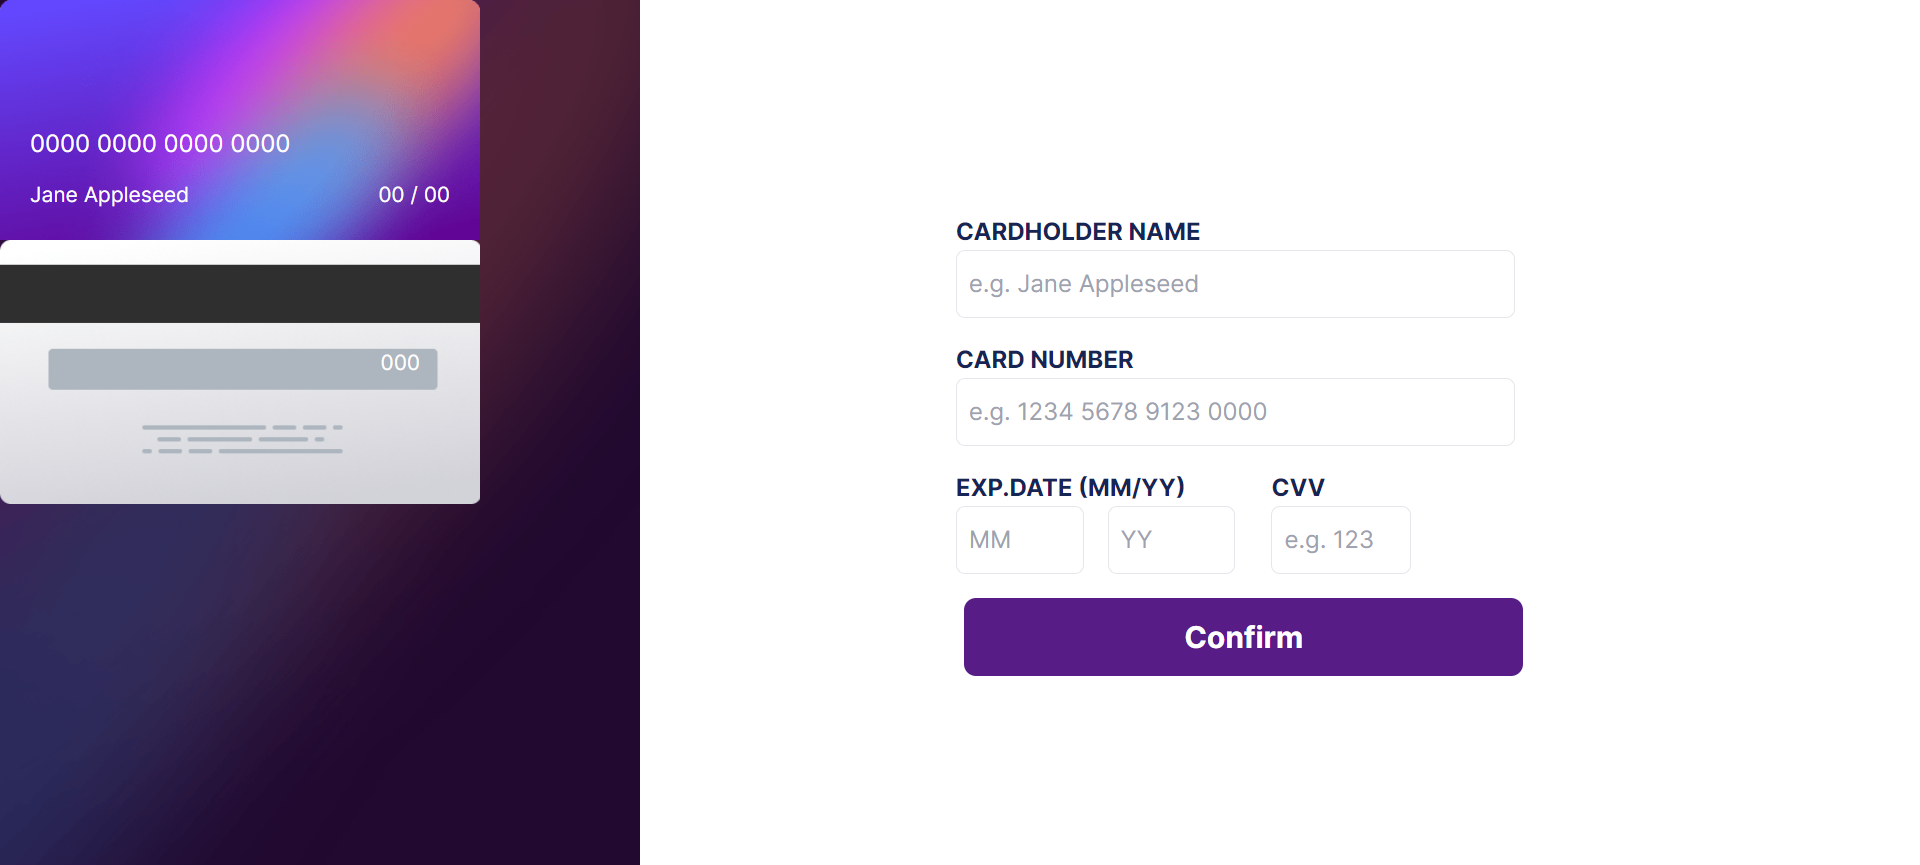 0000 0000 0000 0000
Jane Appleseed 00 / 00
000
CARDHOLDER NAME
e.g. Jane Appleseed
CARD NUMBER
e.g. 1234 5678 9123 0000
EXP.DATE (MM/YY) CVV
MM YY e.g. 123
Confirm